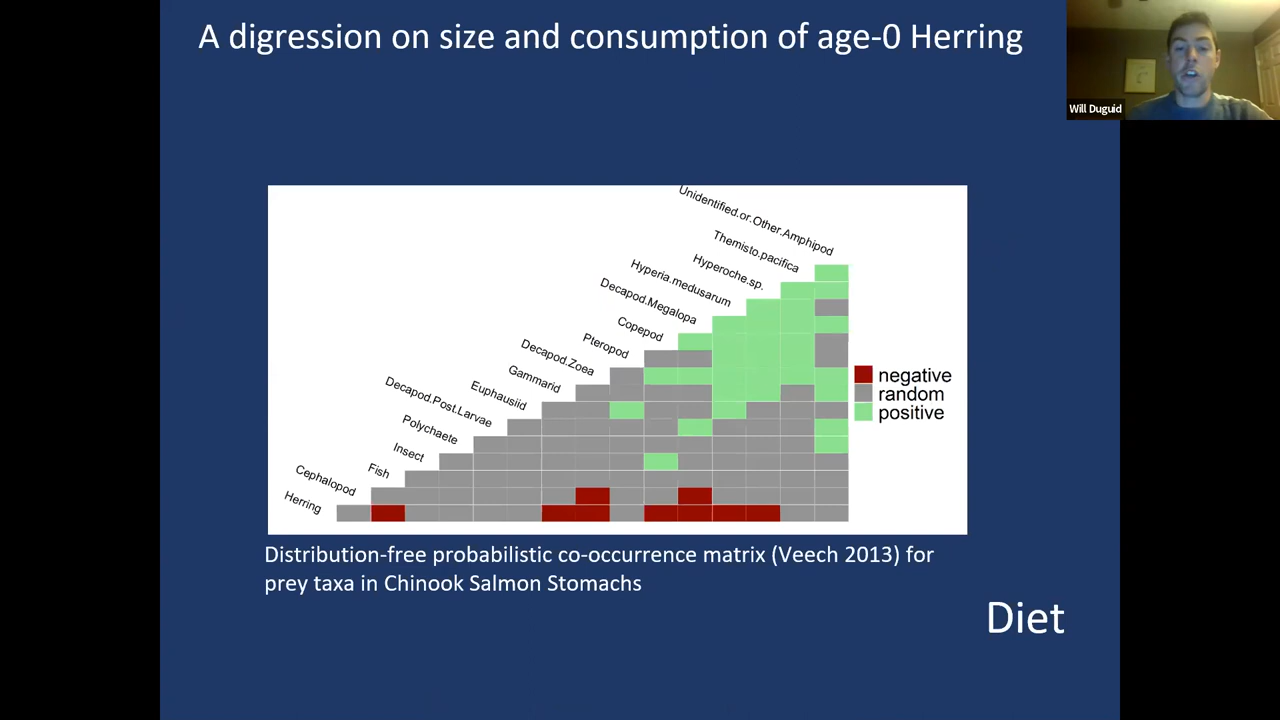 A digression on size and consumption of age-0 Herring
Will Duguid
Unidentified.or.Other.Amphipod
Themisto.pacifica
Hyperoche.sp.
Hyperia.medusarum
Decapod.Megalopa
Copepod
Pteropod
Decapod.Zoea
Gammarid
Euphausiid
Decapod.Post.Larvae
Polychaete
Insect
Fish
Cephalopod
Herring
negative
random
positive
Distribution-free probabilistic co-occurrence matrix (Veech 2013) for
prey taxa in Chinook Salmon Stomachs
Diet